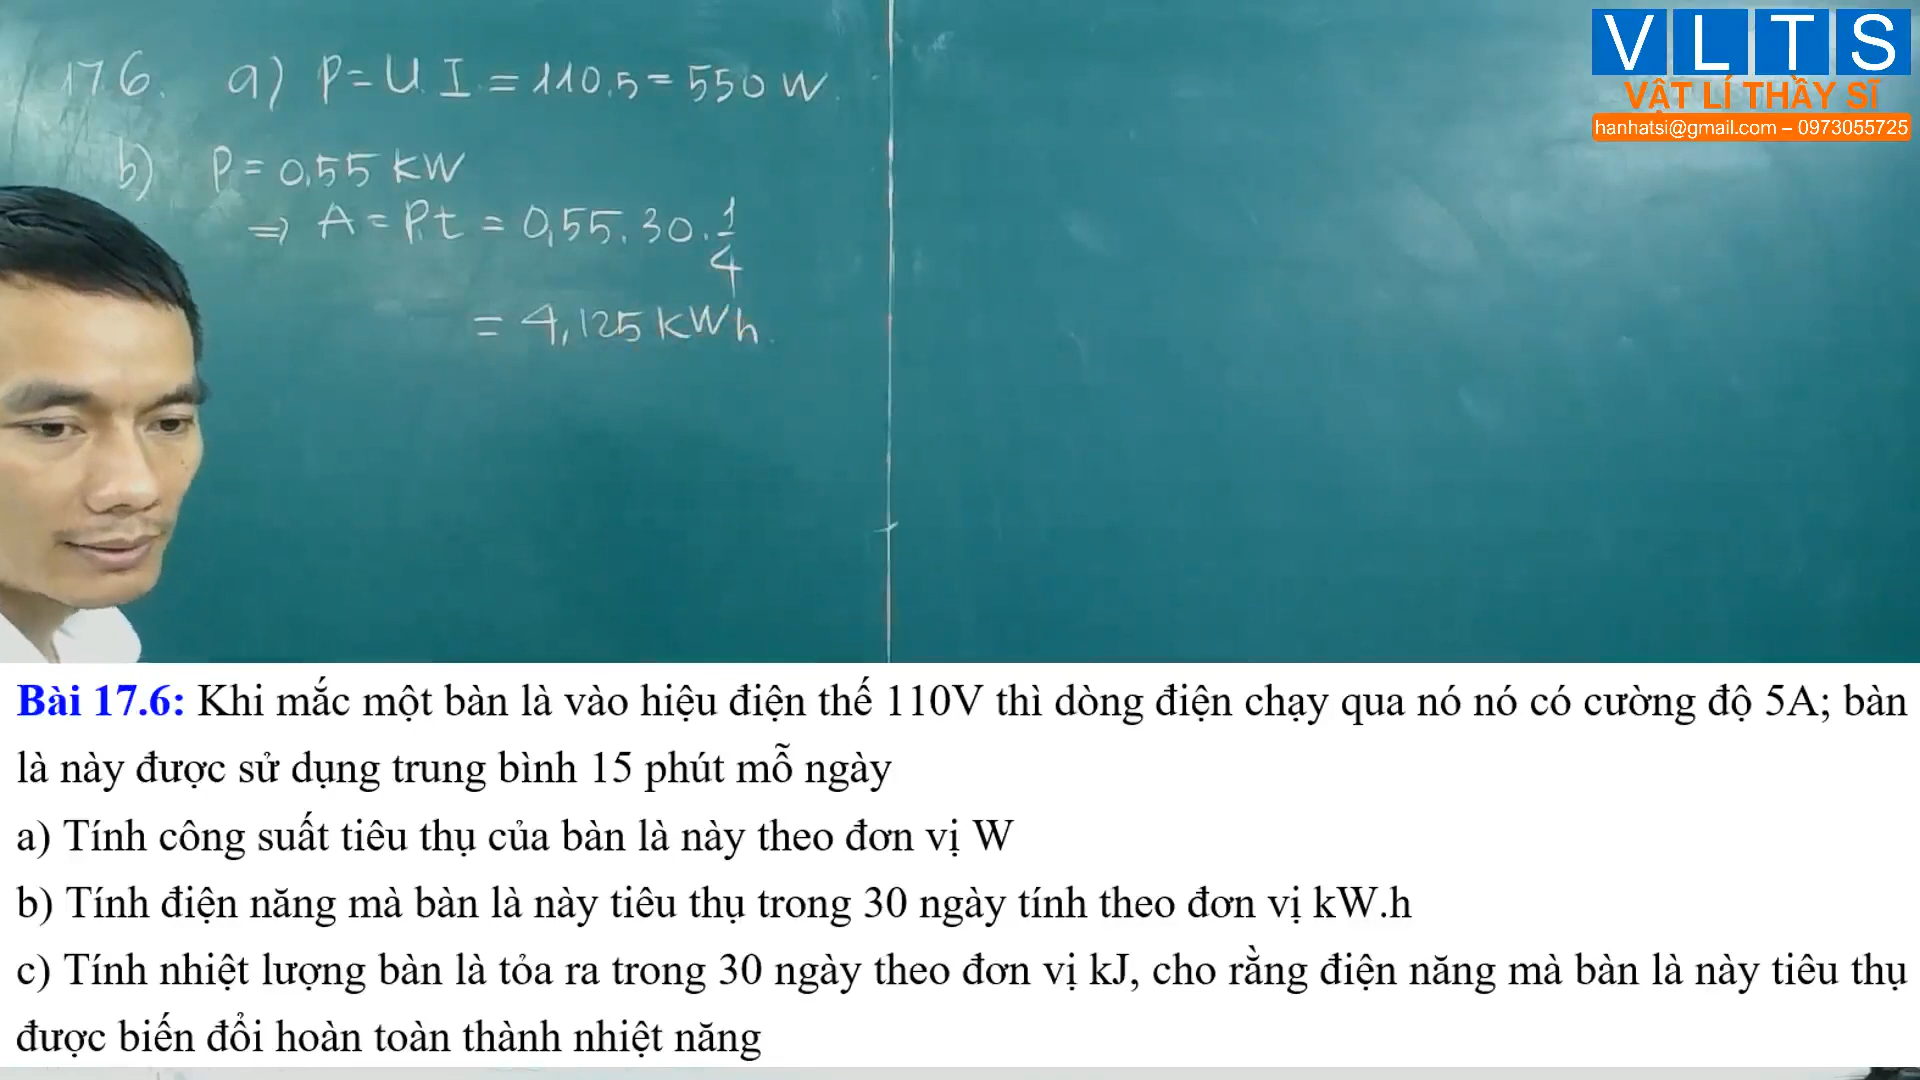 VLTS
VẬT LÍ THẦY SĨ
hanhatsi@gmail.com – 0973055725
17.6. a) P = U.I = 110.5 = 550 W
b) P = 0,55 KW
=> A = P.t = 0,55.30.1/4
= 4,125 KWh.
Bài 17.6: Khi mắc một bàn là vào hiệu điện thế 110V thì dòng điện chạy qua nó nó có cường độ 5A; bàn
là này được sử dụng trung bình 15 phút mỗ ngày
a) Tính công suất tiêu thụ của bàn là này theo đơn vị W
b) Tính điện năng mà bàn là này tiêu thụ trong 30 ngày tính theo đơn vị kW.h
c) Tính nhiệt lượng bàn là tỏa ra trong 30 ngày theo đơn vị kJ, cho rằng điện năng mà bàn là này tiêu thụ
được biến đổi hoàn toàn thành nhiệt năng